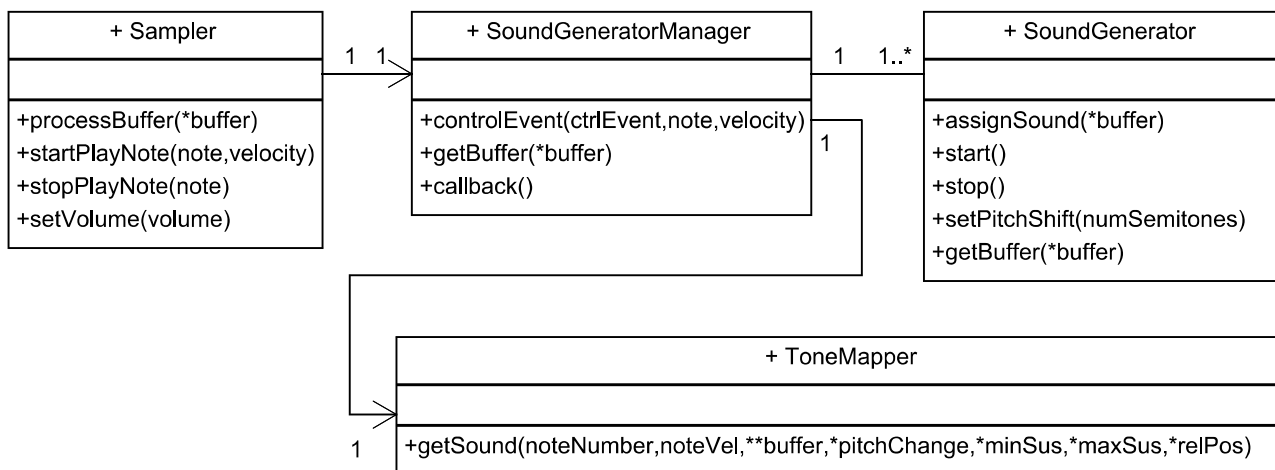 + Sampler
+processBuffer(*buffer)
+startPlayNote(note,velocity)
+stopPlayNote(note)
+setVolume(volume)
1 1
+ SoundGeneratorManager
+controlEvent(ctrlEvent,note,velocity)
+getBuffer(*buffer)
+callback()
1 1..*
1
+ SoundGenerator
+assignSound(*buffer)
+start()
+stop()
+setPitchShift(numSemitones)
+getBuffer(*buffer)
+ ToneMapper
1
+getSound(noteNumber,noteVel,**buffer,*pitchChange,*minSus,*maxSus,*relPos)